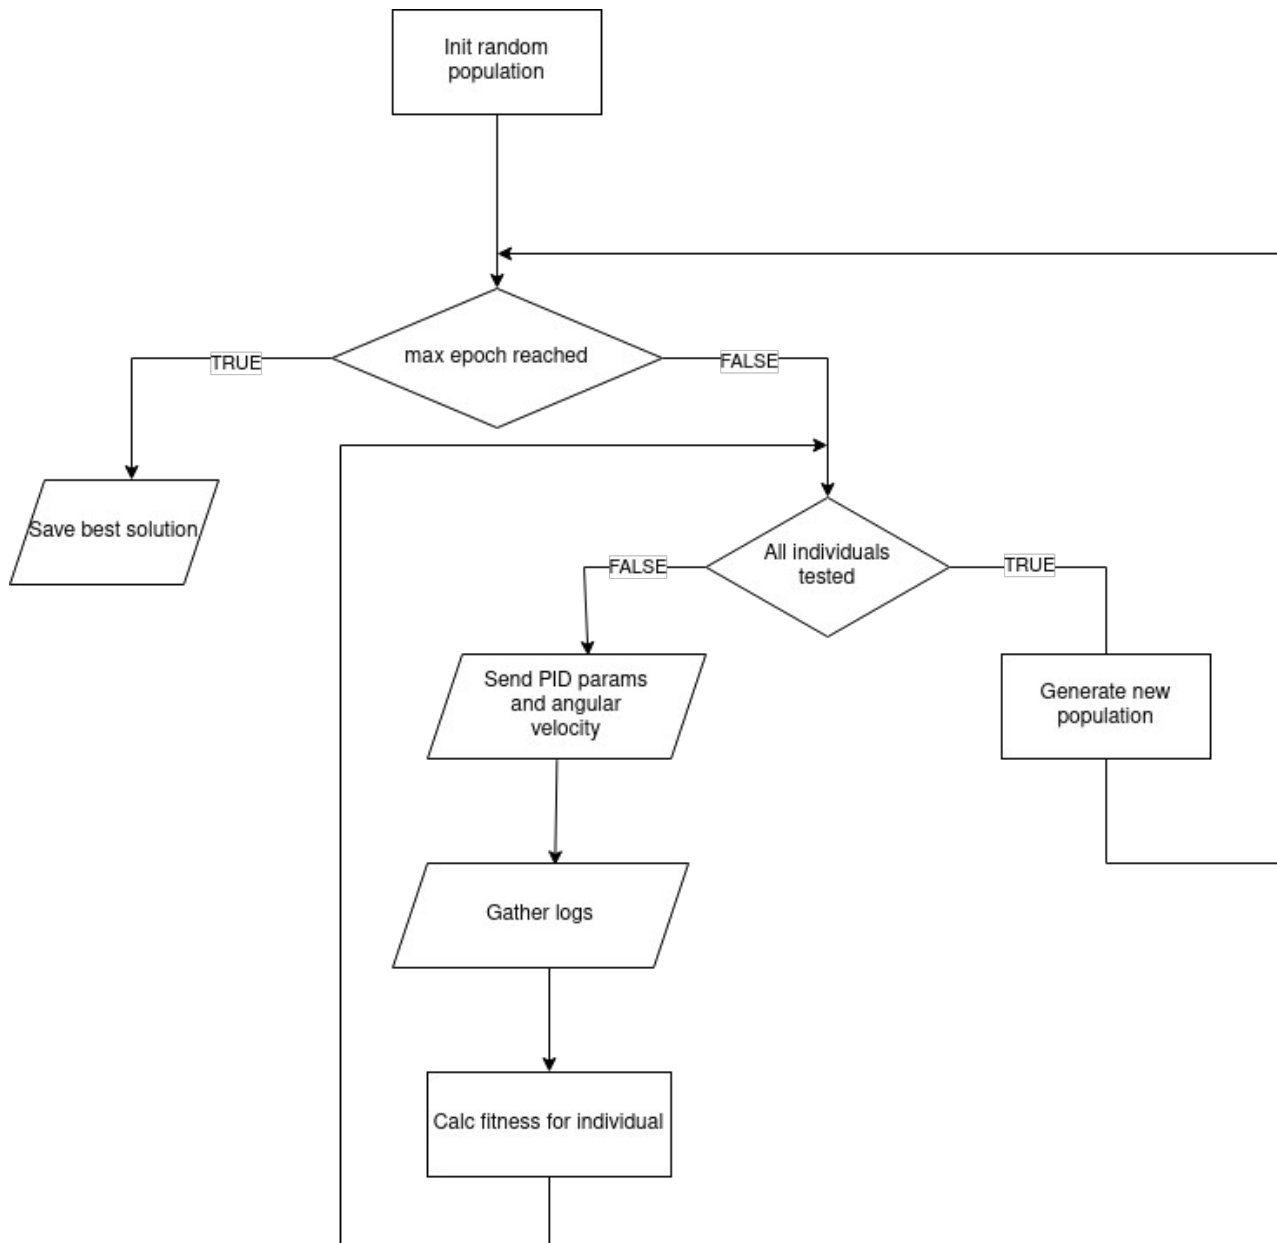 Init random
population
max epoch reached
TRUE
FALSE
Save best solution
All individuals
tested
FALSE
TRUE
Send PID params
and angular
velocity
Generate new
population
Gather logs
Calc fitness for individual